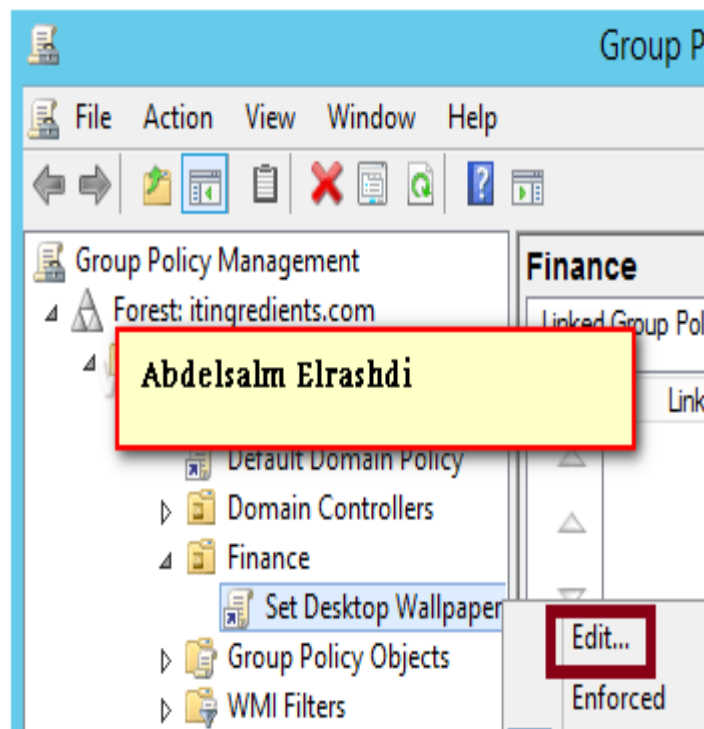 Group P
File Action View Window Help
Group Policy Management
Forest: itingredients.com
Abdelsalm Elrashdi
Default Domain Policy
Domain Controllers
Finance
Set Desktop Wallpaper
Group Policy Objects
WMI Filters
Finance
Linked Group Pol
Link
Edit...
Enforced